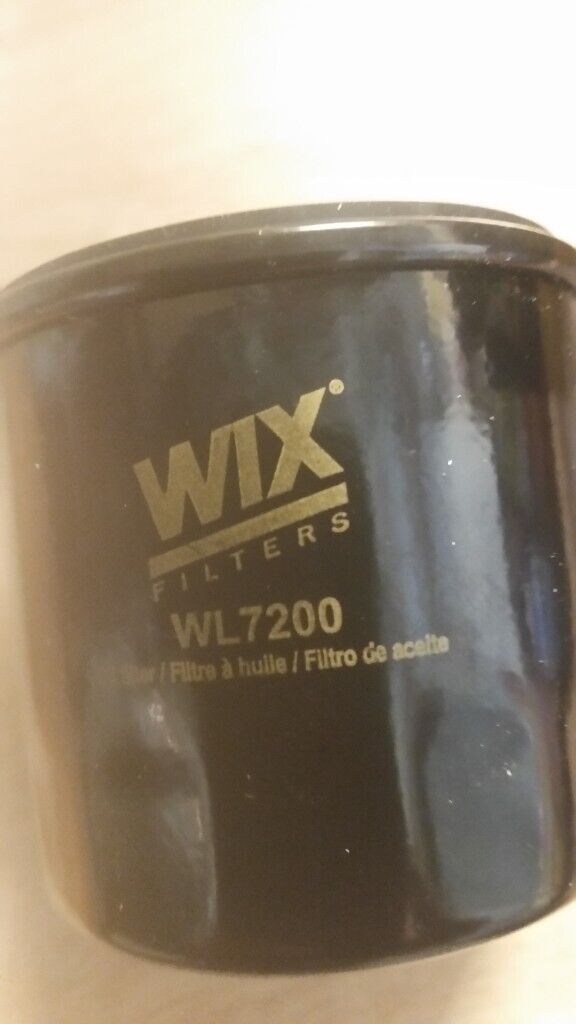 WIX®
FILTERS
WL7200
/ Filtre à huile / Filtro de aceite